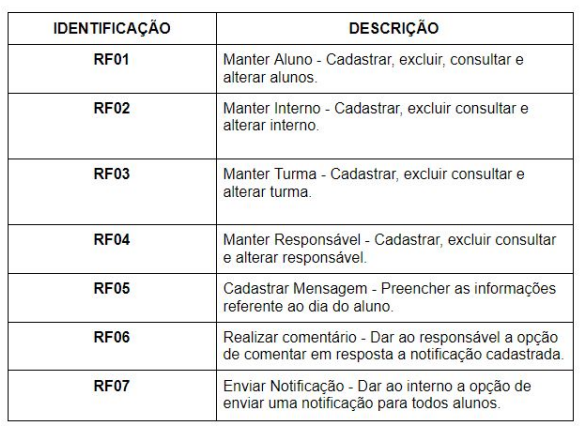 IDENTIFICAÇÃO DESCRIÇÃO
RF01 Manter Aluno - Cadastrar, excluir, consultar e
alterar alunos.
RF02 Manter Interno - Cadastrar, excluir consultar e
alterar interno.
RF03 Manter Turma - Cadastrar, excluir consultar e
alterar turma.
RF04 Manter Responsável - Cadastrar, excluir consultar
e alterar responsável.
RF05 Cadastrar Mensagem - Preencher as informações
referente ao dia do aluno.
RF06 Realizar comentário - Dar ao responsável a opção
de comentar em resposta a notificação cadastrada.
RF07 Enviar Notificação - Dar ao interno a opção de
enviar uma notificação para todos alunos.